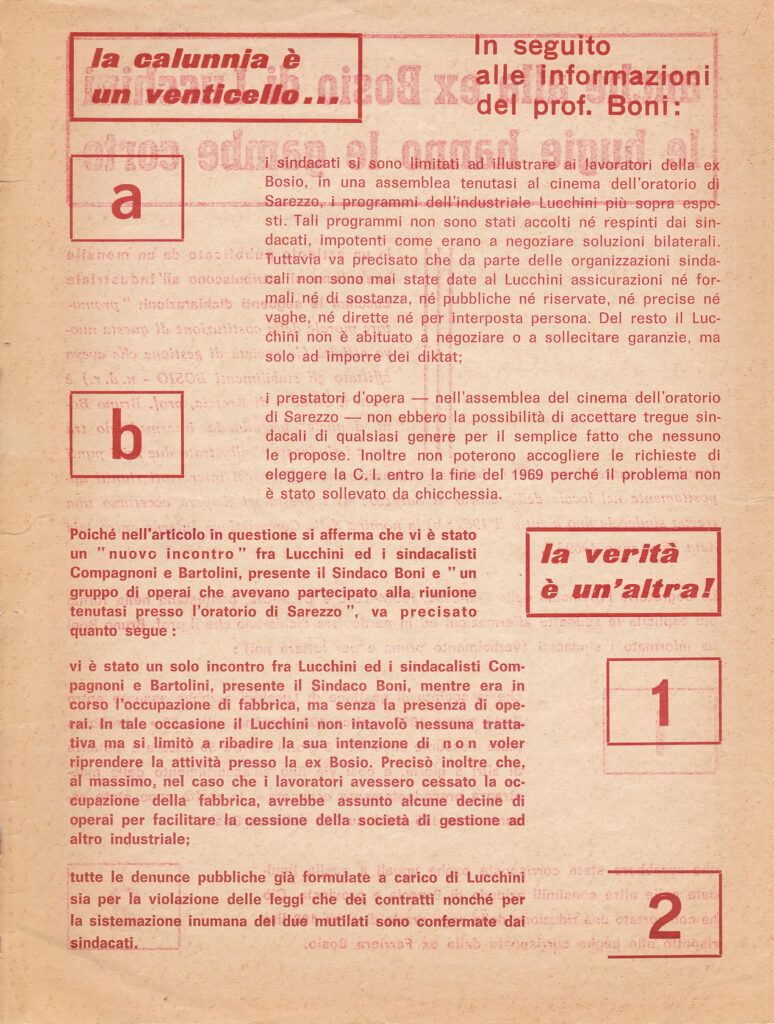 la calunnia è
un venticello...
In seguito
alle informazioni
del prof. Boni:
a
i sindacati si sono limitati ad illustrare ai lavoratori della ex
Bosio, in una assemblea tenutasi al cinema dell'oratorio di
Sarezzo, i programmi dell'industriale Lucchini più sopra espo-
sti. Tali programmi non sono stati accolti né respinti dai sin-
dacati, impotenti come erano a negoziare soluzioni bilaterali.
Tuttavia va precisato che da parte delle organizzazioni sinda-
cali non sono mai state date al Lucchini assicurazioni né for-
mali né di sostanza, né pubbliche né riservate, né precise né
vaghe, né dirette né per interposta persona. Del resto il Luc-
chini non è abituato a negoziare o a sollecitare garanzie, ma
solo ad imporre dei diktat;
b
i prestatori d'opera — nell'assemblea del cinema dell'oratorio
di Sarezzo — non ebbero la possibilità di accettare tregue sin-
dacali di qualsiasi genere per il semplice fatto che nessuno
le propose. Inoltre non poterono accogliere le richieste di
eleggere la C.I. entro la fine del 1969 perché il problema non
è stato sollevato da chicchessia.
Poiché nell'articolo in questione si afferma che vi è stato
un "nuovo incontro" fra Lucchini ed i sindacalisti
Compagnoni e Bartolini, presente il Sindaco Boni e "un
gruppo di operai che avevano partecipato alla riunione
tenutasi presso l'oratorio di Sarezzo", va precisato
quanto segue :
la verità
è un'altra!
vi è stato un solo incontro fra Lucchini ed i sindacalisti Com-
pagnoni e Bartolini, presente il Sindaco Boni, mentre era in
corso l'occupazione di fabbrica, ma senza la presenza di ope-
rai. In tale occasione il Lucchini non intavolò nessuna tratta-
tiva ma si limitò a ribadire la sua intenzione di non voler
riprendere la attività presso la ex Bosio. Precisò inoltre che,
al massimo, nel caso che i lavoratori avessero cessato la oc-
cupazione della fabbrica, avrebbe assunto alcune decine di
operai per facilitare la cessione della società di gestione ad
altro industriale;
1
tutte le denunce pubbliche già formulate a carico di Lucchini
sia per la violazione delle leggi che dei contratti nonché per
la sistemazione inumana dei due mutilati sono confermate dai
sindacati.
2